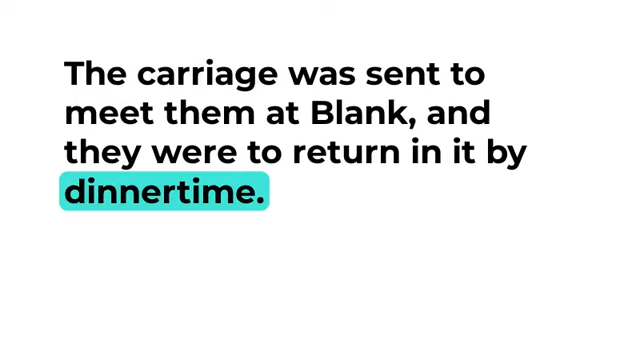 The carriage was sent to
meet them at Blank, and
they were to return in it by
dinnertime.